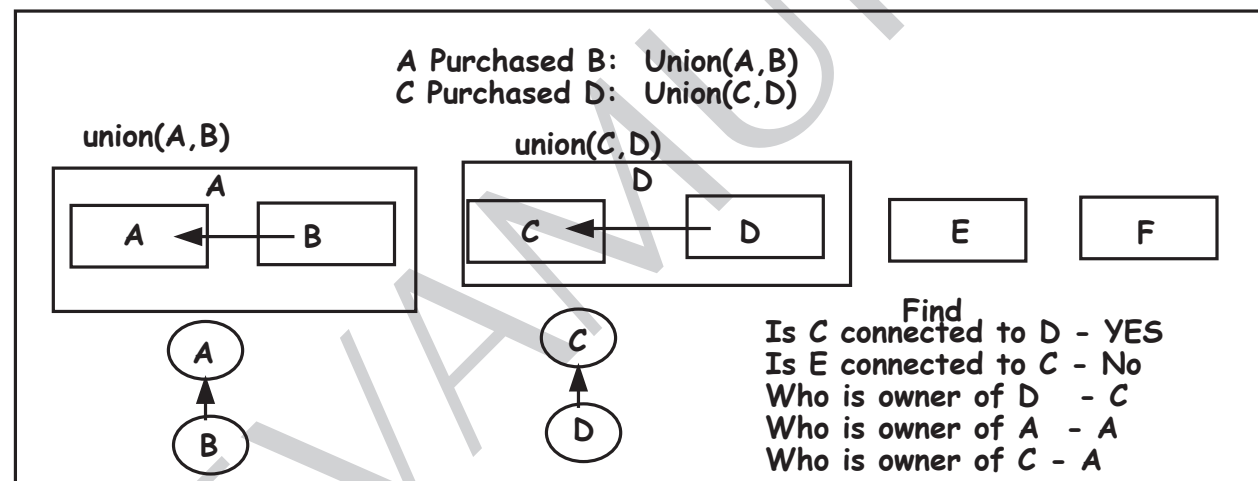 A Purchased B: Union(A,B)
C Purchased D: Union(C,D)
union(A,B)
union(C,D)
A
D
A
B
C
D
E
F
A
B
C
D
Find
Is C connected to D - YES
Is E connected to C - No
Who is owner of D - C
Who is owner of A - A
Who is owner of C - A
VAMU